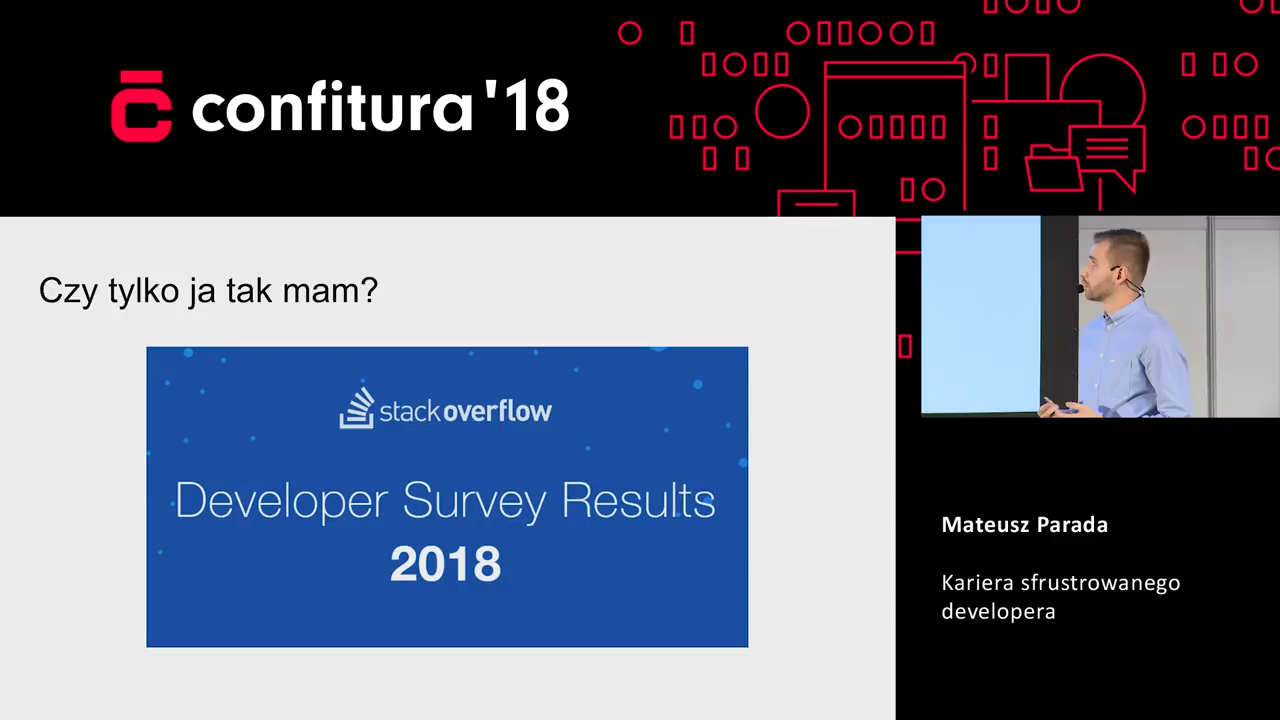 confitura '18
Czy tylko ja tak mam?
stackoverflow
Developer Survey Results
2018
Mateusz Parada
Kariera sfrustrowanego
developera